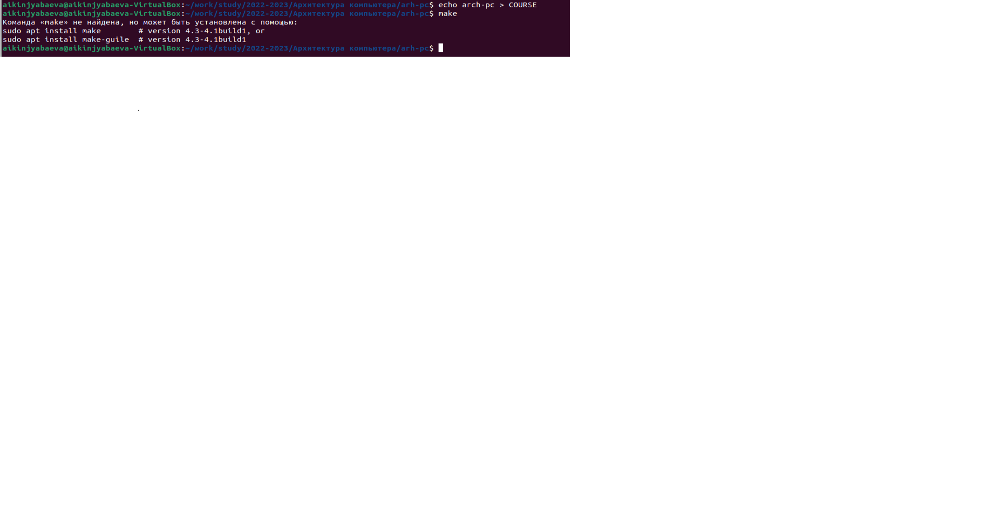 aikinjyabaeva@aikinjyabaeva-VirtualBox:~/work/study/2022-2023/Архитектура компьютера/arh-pc$ echo arch-pc > COURSE
aikinjyabaeva@aikinjyabaeva-VirtualBox:~/work/study/2022-2023/Архитектура компьютера/arh-pc$ make
Команда «make» не найдена, но может быть установлена с помощью:
sudo apt install make        # version 4.3-4.1build1, or
sudo apt install make-guile  # version 4.3-4.1build1
aikinjyabaeva@aikinjyabaeva-VirtualBox:~/work/study/2022-2023/Архитектура компьютера/arh-pc$
.